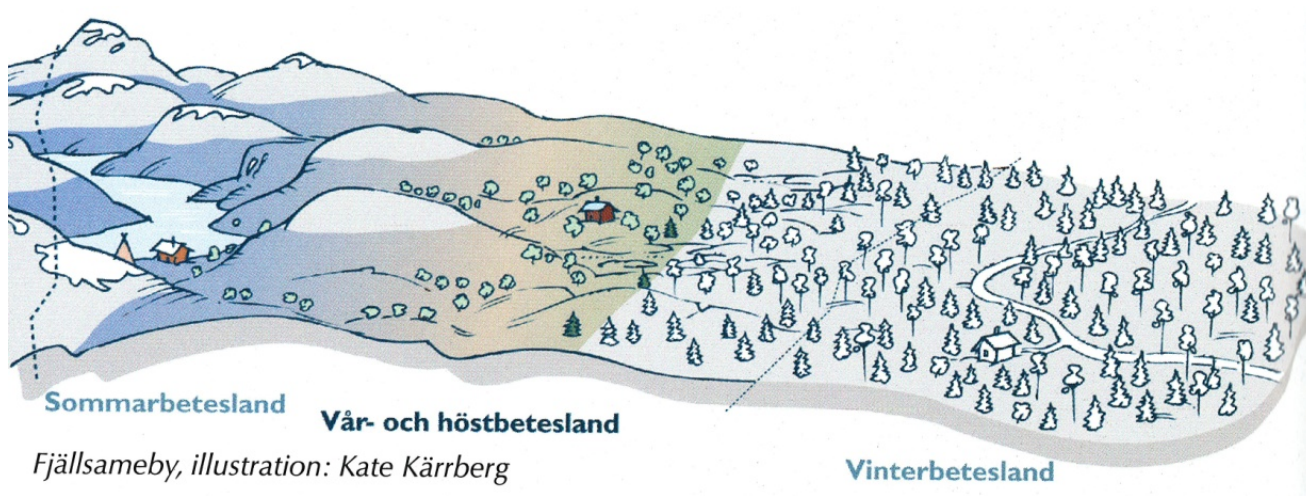 Sommarbetesland
Vår- och höstbetesland
Fjällsameby, illustration: Kate Kärrberg
Vinterbetesland